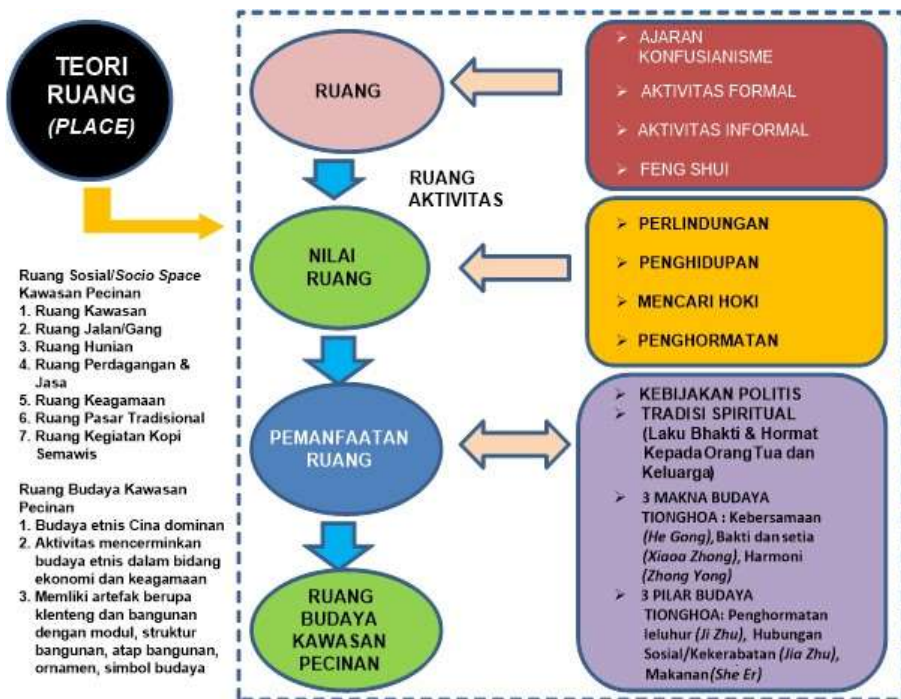 TEORI
RUANG
(PLACE)
Ruang Sosial/Socio Space
Kawasan Pecinan
1. Ruang Kawasan
2. Ruang Jalan/Gang
3. Ruang Hunian
4. Ruang Perdagangan &
Jasa
5. Ruang Keagamaan
6. Ruang Pasar Tradisional
7. Ruang Kegiatan Kopi
Semawis
Ruang Budaya Kawasan
Pecinan
1. Budaya etnis Cina dominan
2. Aktivitas mencerminkan
budaya etnis dalam bidang
ekonomi dan keagamaan
3. Memliki artefak berupa
klenteng dan bangunan
dengan modul, struktur
bangunan, atap bangunan,
ornamen, simbol budaya
RUANG
RUANG
AKTIVITAS
NILAI
RUANG
PEMANFAATAN
RUANG
RUANG
BUDAYA
KAWASAN
PECINAN
➢ AJARAN
KONFUSIANISME
➢ AKTIVITAS FORMAL
➢ AKTIVITAS INFORMAL
➢ FENG SHUI
➢ PERLINDUNGAN
➢ PENGHIDUPAN
➢ MENCARI HOKI
➢ PENGHORMATAN
➢ KEBIJAKAN POLITIS
➢ TRADISI SPIRITUAL
(Laku Bhakti & Hormat
Kepada Orang Tua dan
Keluarga)
➢ 3 MAKNA BUDAYA
TIONGHOA : Kebersamaan
(He Gong), Bakti dan setia
(Xiaoa Zhong), Harmoni
(Zhong Yong)
➢ 3 PILAR BUDAYA
TIONGHOA: Penghormatan
leluhur (Ji Zhu), Hubungan
Sosial/Kekerabatan (Jia Zhu),
Makanan (She Er)